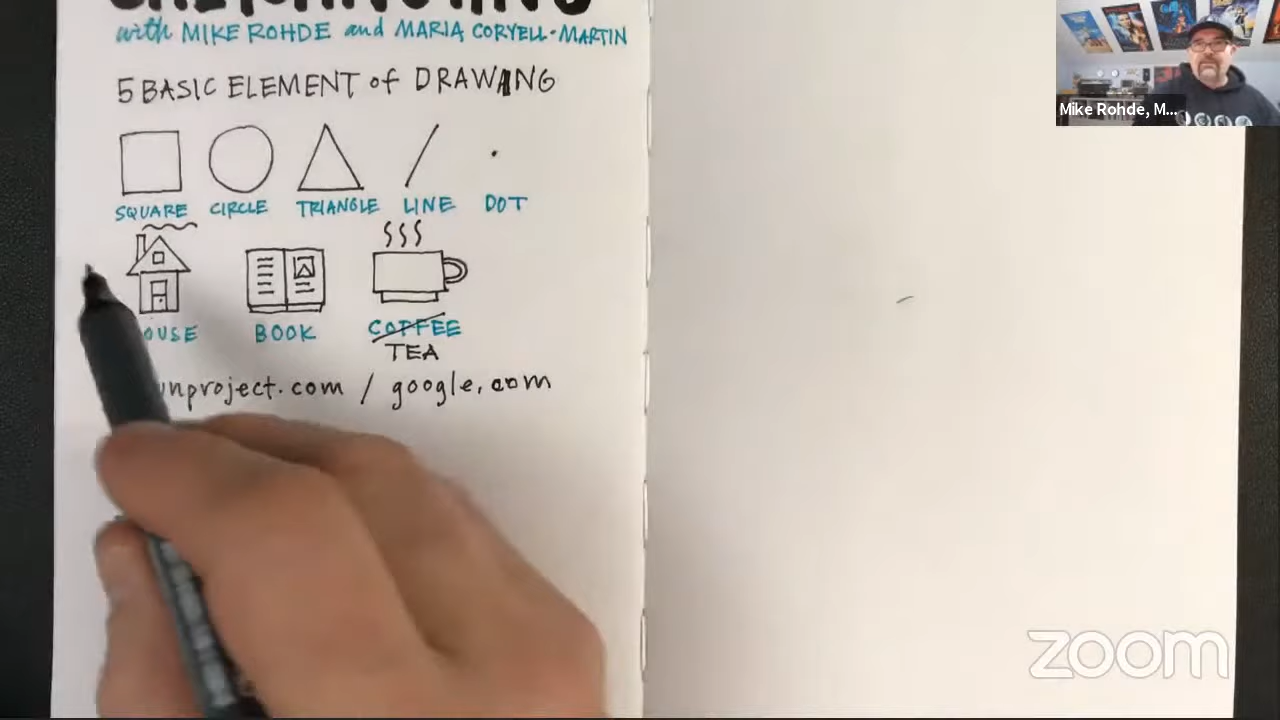 with MIKE ROHDE and MARIA CORYELL-MARTIN
5 BASIC ELEMENT of DRAWING
SQUARE CIRCLE TRIANGLE LINE DOT
BOOK COFFEE
TEA
/ google.com
Mike Rohde, M...
zoom